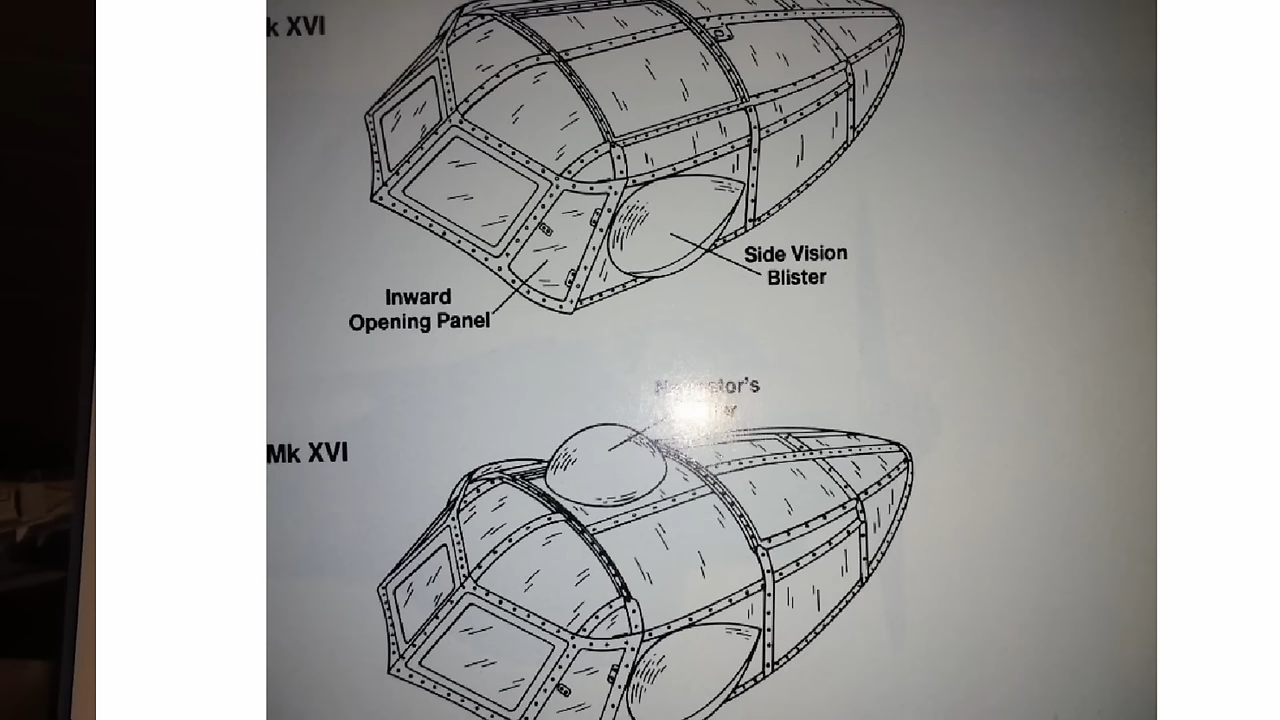 k XVI
Side Vision
Blister
Inward
Opening Panel
Mk XVI